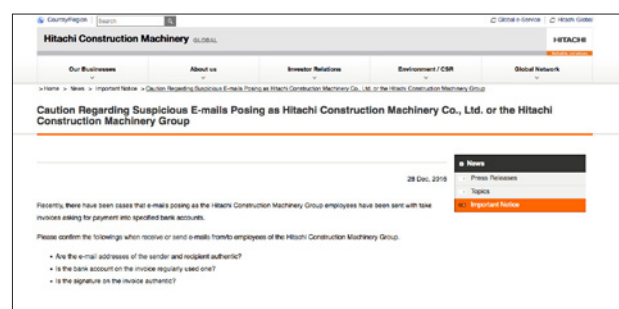 Country/Region
Search
Global e-Service
Hitachi Global
Hitachi Construction Machinery GLOBAL
HITACHI
Our Businesses
About us
Investor Relations
Environment / CSR
Global Network
> Home > News > Important Notice > Caution Regarding Suspicious E-mails Posing as Hitachi Construction Machinery Co., Ltd. or the Hitachi Construction Machinery Group
Caution Regarding Suspicious E-mails Posing as Hitachi Construction Machinery Co., Ltd. or the Hitachi
Construction Machinery Group
28 Dec, 2018
Recently, there have been cases that e-mails posing as the Hitachi Construction Machinery Group employees have been sent with fake
invoices asking for payment into specified bank accounts.
Please confirm the followings when receive or send e-mails from/to employees of the Hitachi Construction Machinery Group.
• Are the e-mail addresses of the sender and recipient authentic?
• Is the bank account on the invoice regularly used one?
• Is the signature on the invoice authentic?
News
Press Releases
Topics
Important Notice